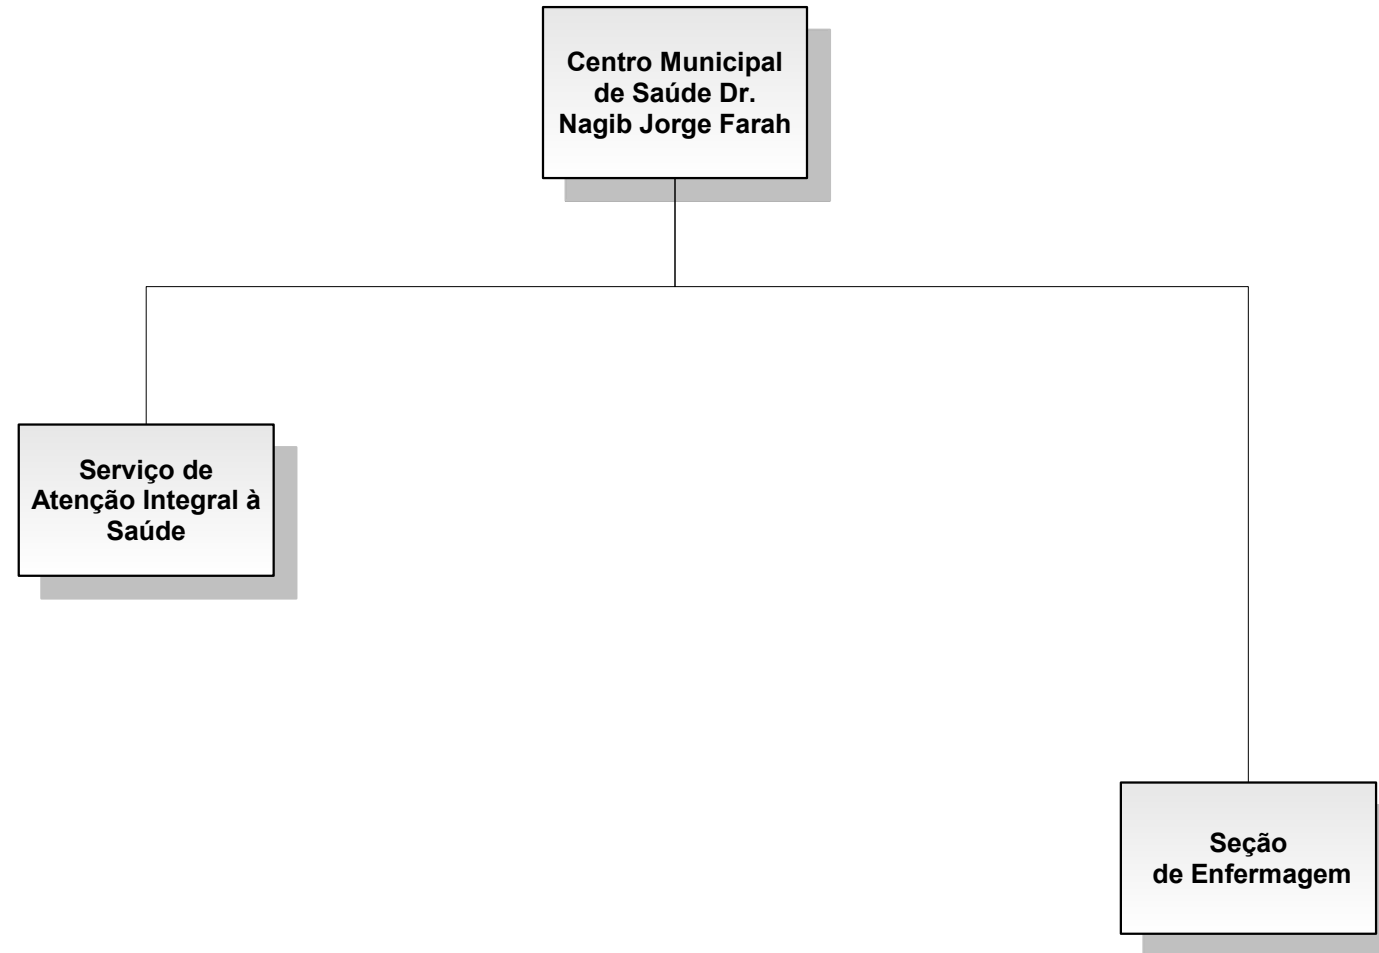 Centro Municipal
de Saúde Dr.
Nagib Jorge Farah
Serviço de
Atenção Integral à
Saúde
Seção
de Enfermagem